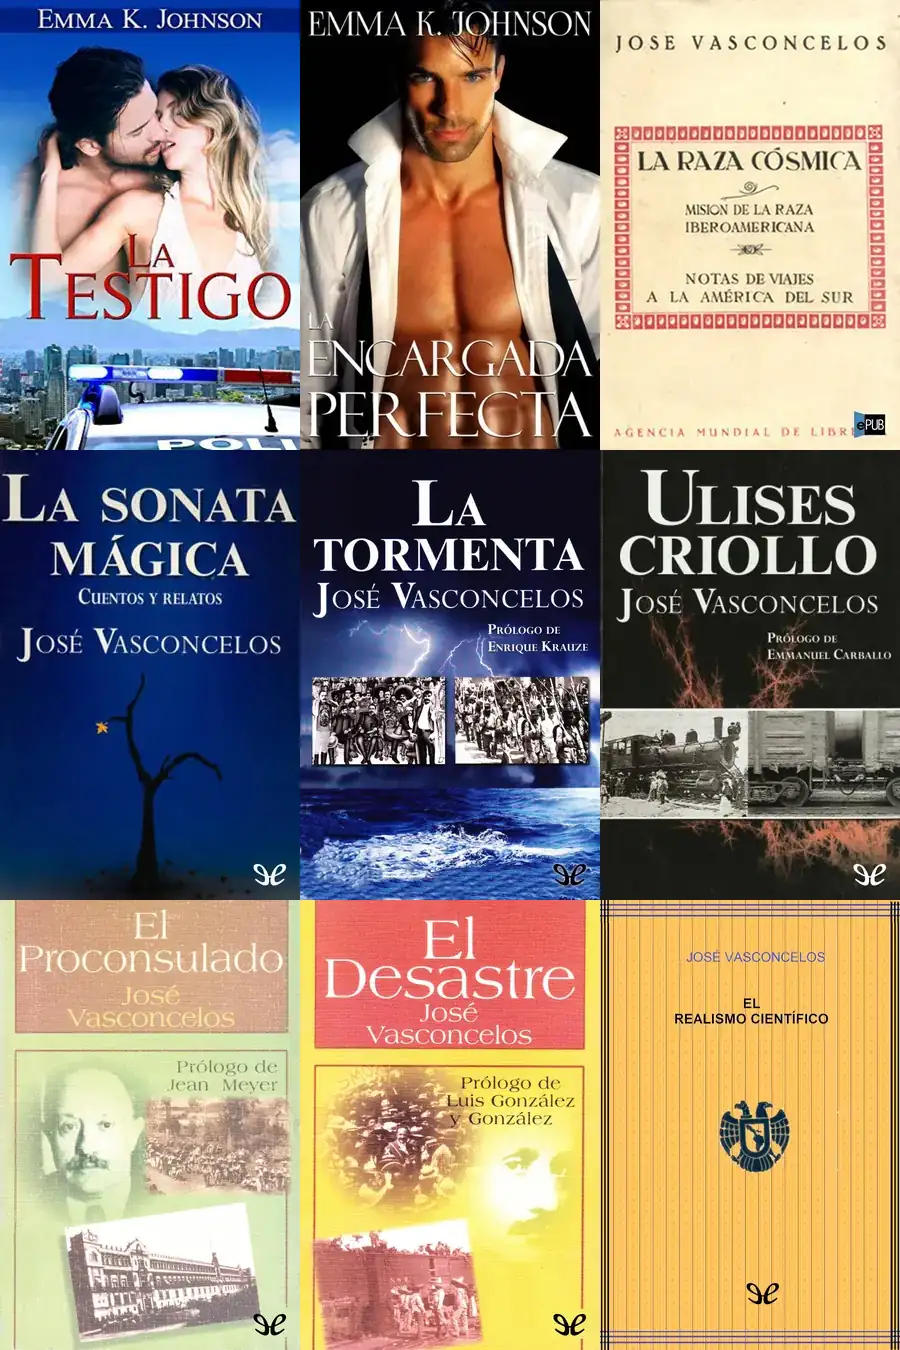 EMMA K. JOHNSON
LA
TESTIGO
POLI
EMMA K. JOHNSON
LA
ENCARGADA
PERFECTA
JOSE VASCONCELOS
LA RAZA CÓSMICA
MISION DE LA RAZA
IBEROAMERICANA
NOTAS DE VIAJES
A LA AMÉRICA DEL SUR
AGENCIA MUNDIAL DE LIBR
ePUB
LA SONATA
MÁGICA
CUENTOS Y RELATOS
JOSÉ VASCONCELOS
LA
TORMENTA
JOSÉ VASCONCELOS
PRÓLOGO DE
ENRIQUE KRAUZE
ULISES
CRIOLLO
JOSÉ VASCONCELOS
PRÓLOGO DE
EMMANUEL CARBALLO
El
Proconsulado
José
Vasconcelos
Prólogo de
Jean Meyer
El
Desastre
José
Vasconcelos
Prólogo de
Luis González
y González
JOSÉ VASCONCELOS
EL
REALISMO CIENTÍFICO